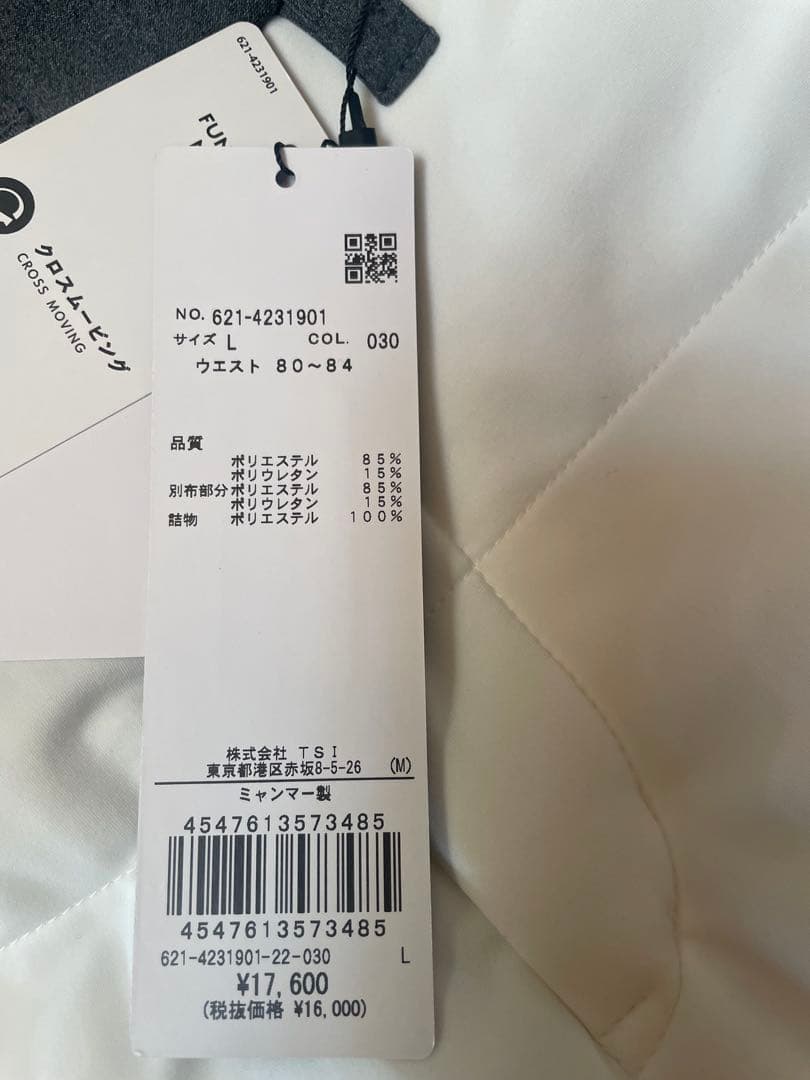 621-4231901
FUN
クロスムービング
CROSS MOVING
NO. 621-4231901
サイズ L COL. 030
ウエスト 80～84
品質
ポリエステル 85%
ポリウレタン 15%
別布部分 ポリエステル 85%
ポリウレタン 15%
詰物 ポリエステル 100%
株式会社 TSI
東京都港区赤坂8-5-26 (M)
ミャンマー製
4547613573485
4547613573485
621-4231901-22-030 L
¥17,600
(税抜価格 ¥16,000)